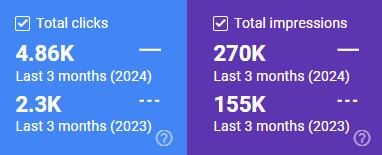 Total clicks
4.86K
Last 3 months (2024)
2.3K
Last 3 months (2023)
Total impressions
270K
Last 3 months (2024)
155K
Last 3 months (2023)